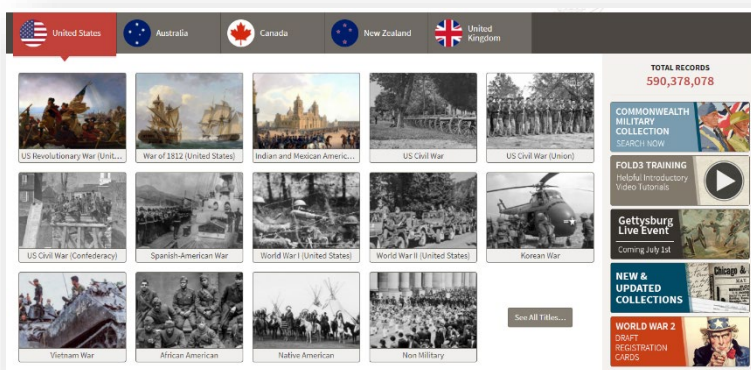 United States
Australia
Canada
New Zealand
United
Kingdom
US Revolutionary War (Unit...
War of 1812 (United States)
Indian and Mexican Americ...
US Civil War
US Civil War (Union)
US Civil War (Confederacy)
Spanish-American War
World War I (United States)
World War II (United States)
Korean War
Vietnam War
African American
Native American
Non Military
See All Titles...
TOTAL RECORDS
590,378,078
COMMONWEALTH
MILITARY
COLLECTION
SEARCH NOW
FOLD3 TRAINING
Helpful Introductory
Video Tutorials
Gettysburg
Live Event
Coming July 1st
NEW &
UPDATED
COLLECTIONS
Chicago &
WORLD WAR 2
DRAFT
REGISTRATION
CARDS